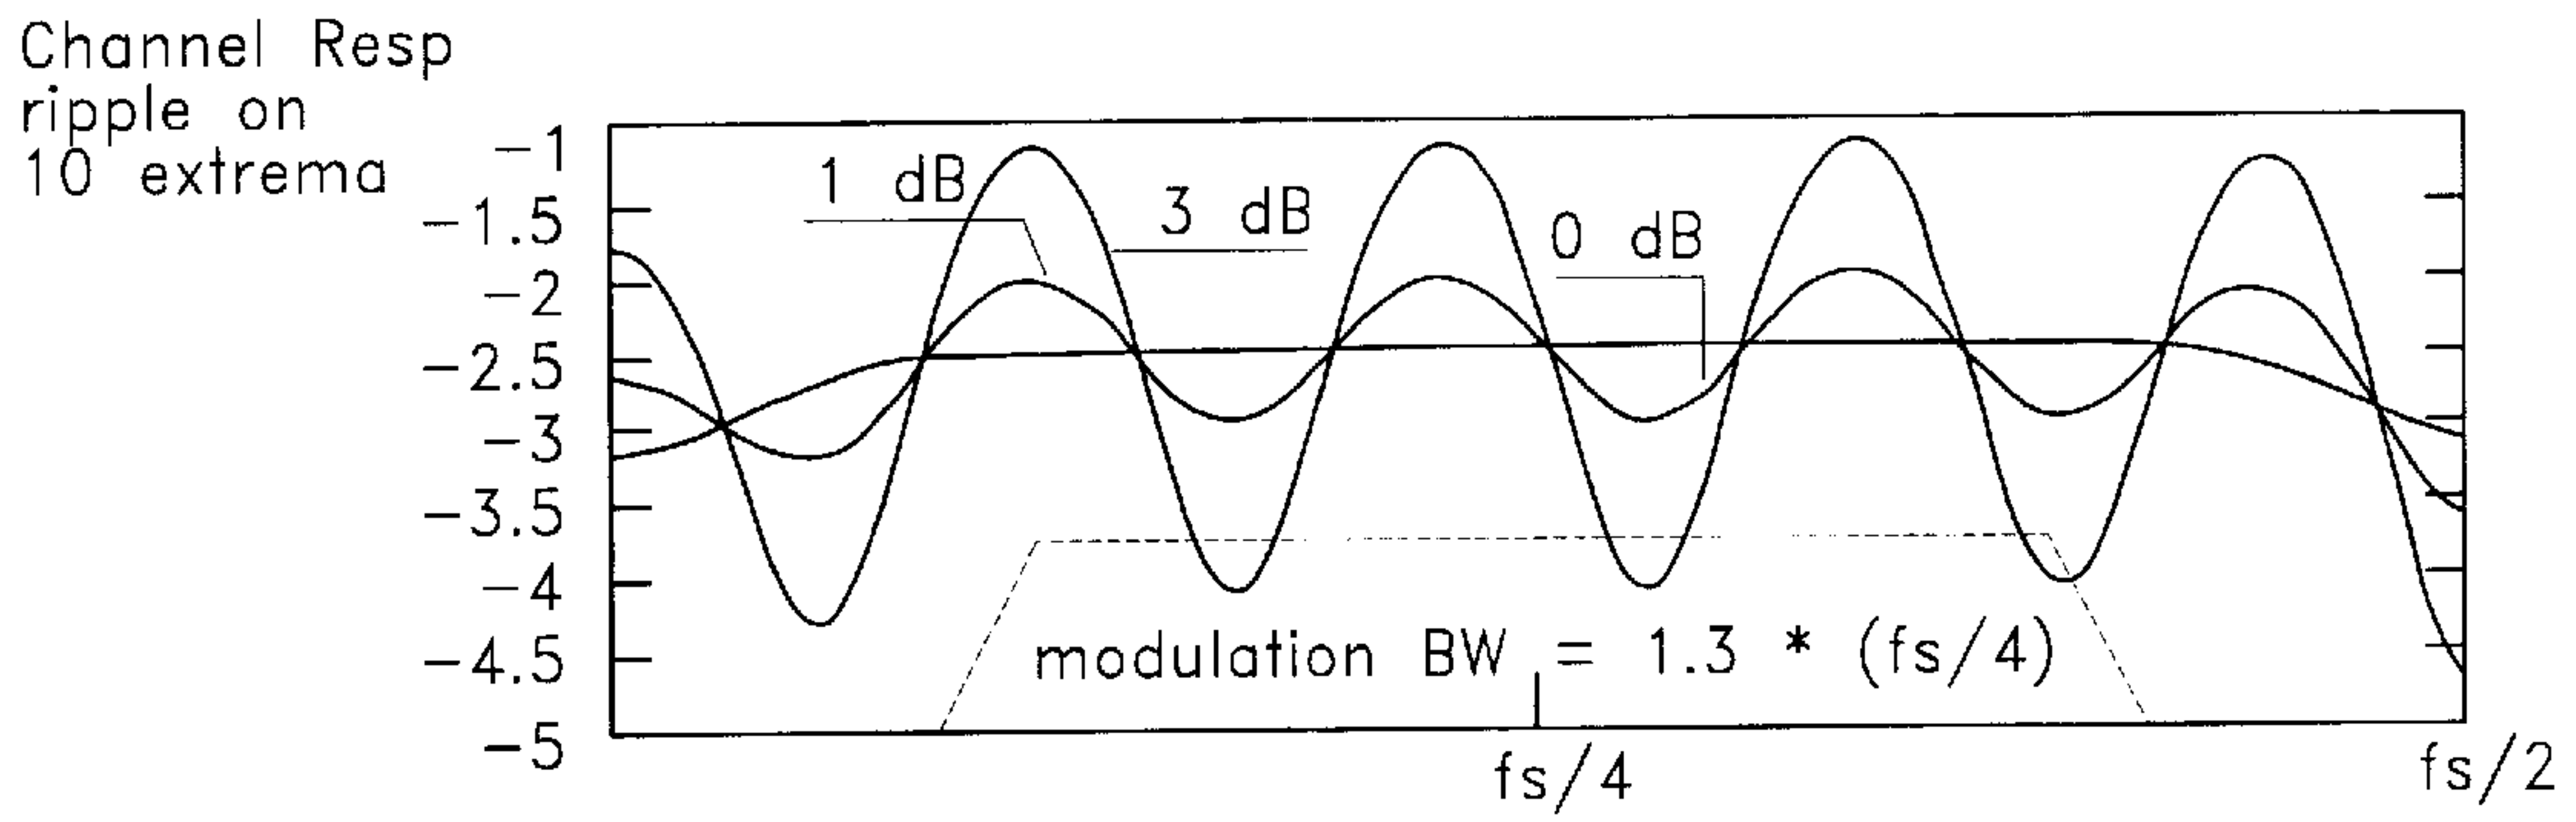 Channel Resp
ripple on
10 extrema
-1
-1.5
-2
-2.5
-3
-3.5
-4
-4.5
-5
1 dB
3 dB
0 dB
modulation BW = 1.3 * (fs/4)
fs/4
fs/2